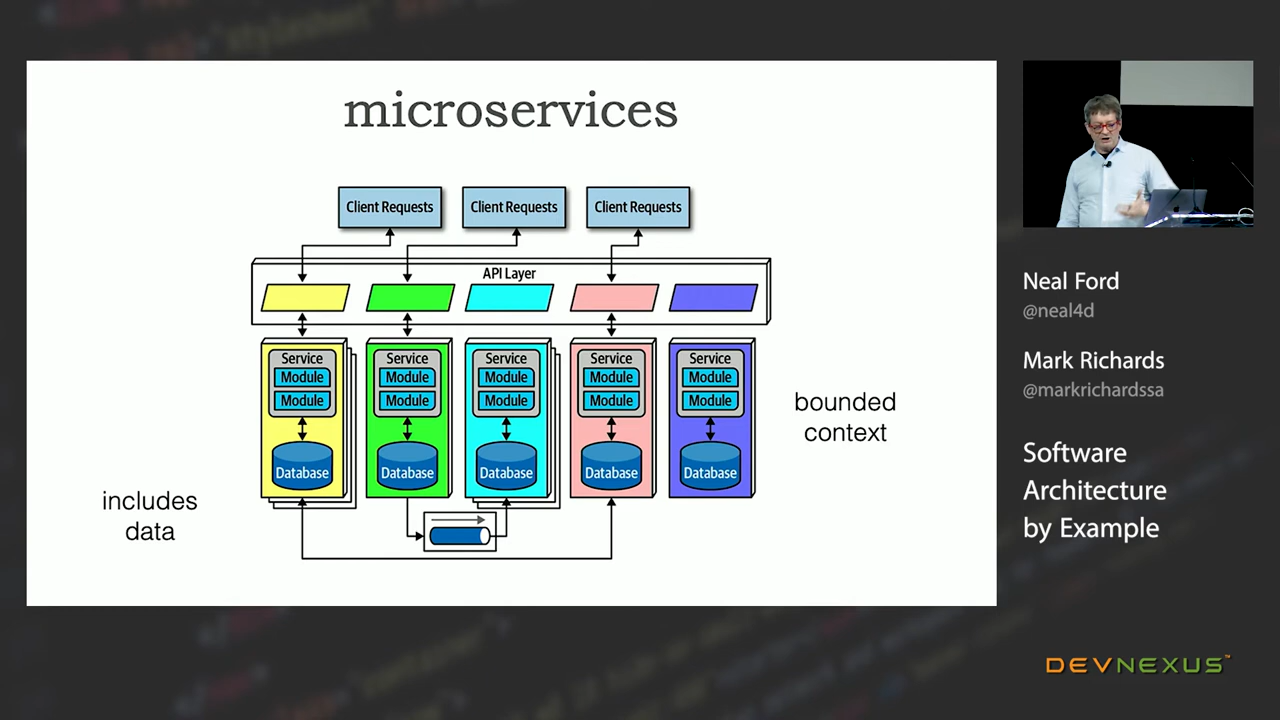 microservices
Client Requests
Client Requests
Client Requests
API Layer
Service
Module
Module
Database
Service
Module
Module
Database
Service
Module
Module
Database
Service
Module
Module
Database
Service
Module
Module
Database
bounded
context
includes
data
Neal Ford
@neal4d
Mark Richards
@markrichardssa
Software
Architecture
by Example
DEVNEXUS™